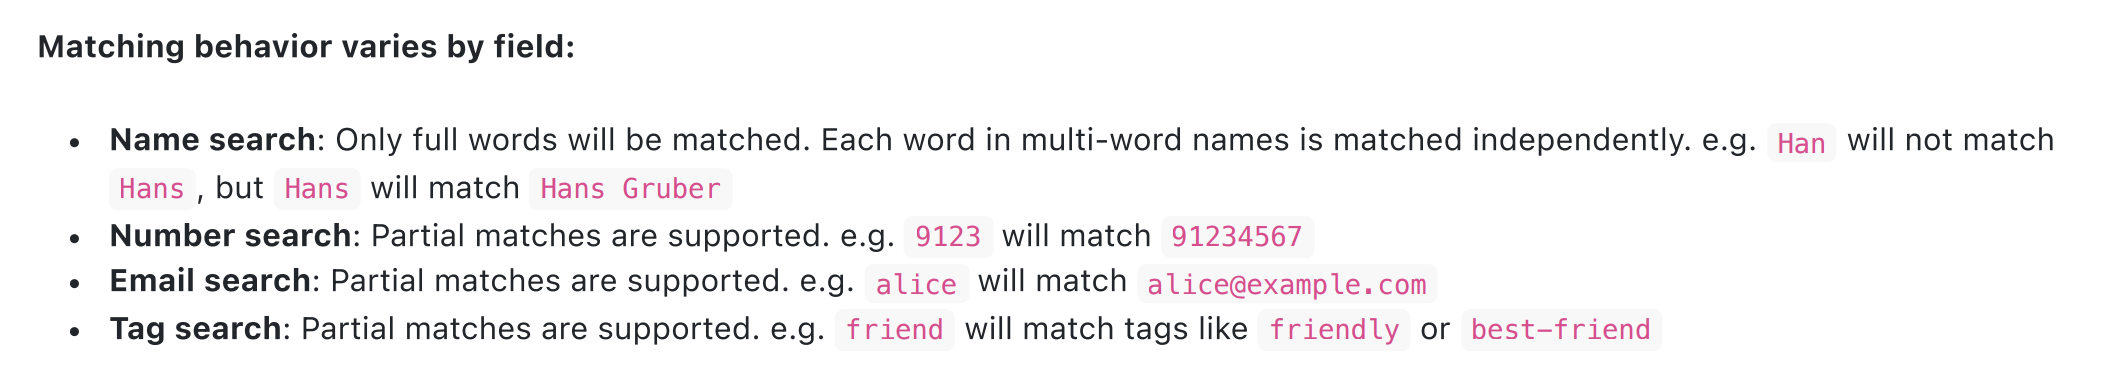 Matching behavior varies by field:
• Name search: Only full words will be matched. Each word in multi-word names is matched independently. e.g. Han will not match
Hans, but Hans will match Hans Gruber
• Number search: Partial matches are supported. e.g. 9123 will match 91234567
• Email search: Partial matches are supported. e.g. alice will match alice@example.com
• Tag search: Partial matches are supported. e.g. friend will match tags like friendly or best-friend